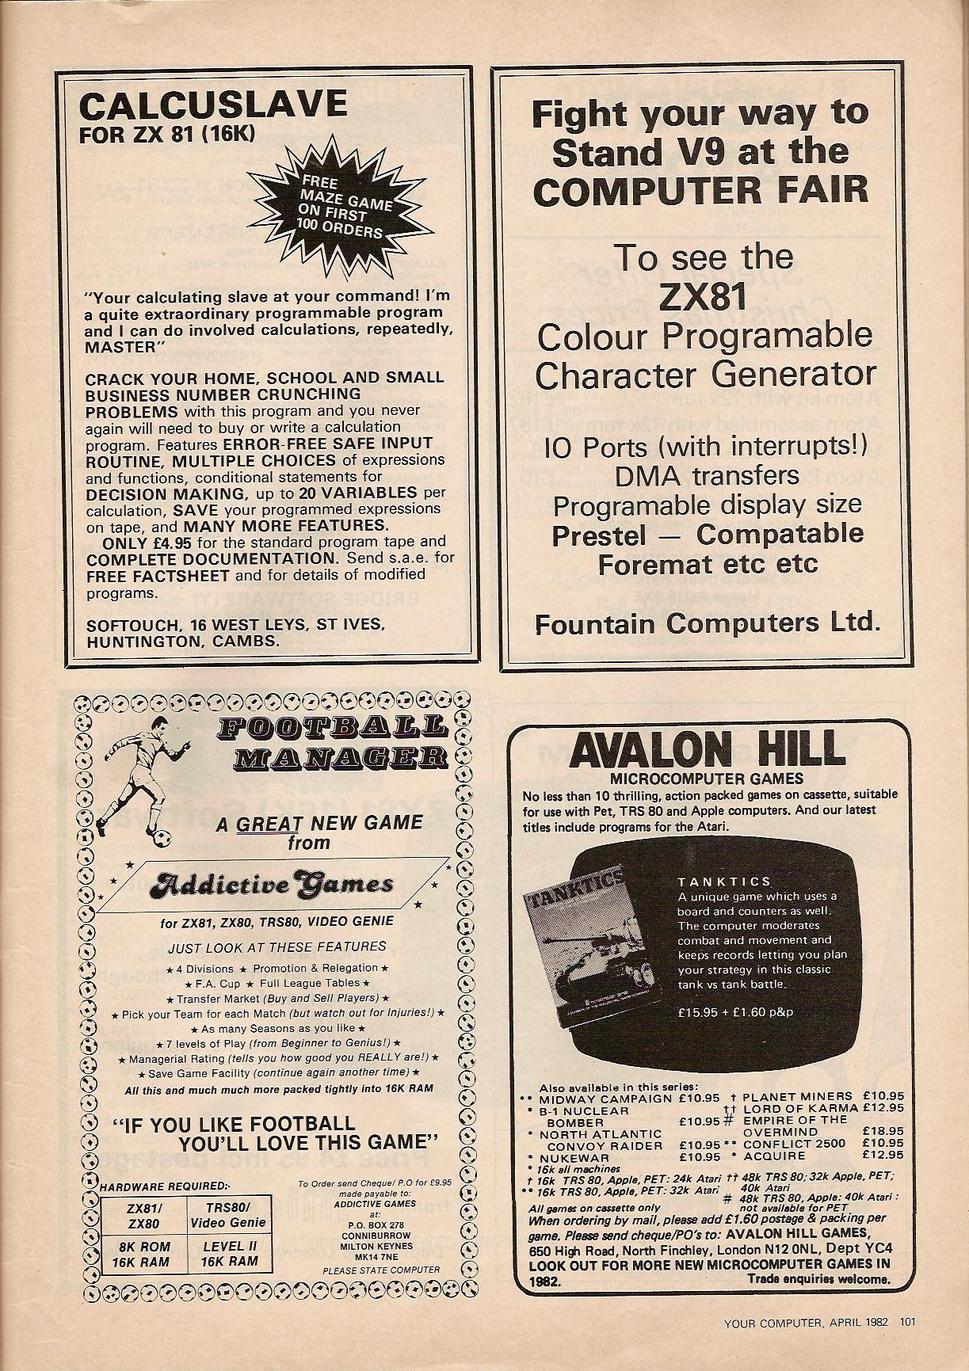 CALCUSLAVE
FOR ZX 81 (16K)
FREE
MAZE GAME
ON FIRST
100 ORDERS
"Your calculating slave at your command! I'm
a quite extraordinary programmable program
and I can do involved calculations, repeatedly,
MASTER"
CRACK YOUR HOME, SCHOOL AND SMALL
BUSINESS NUMBER CRUNCHING
PROBLEMS with this program and you never
again will need to buy or write a calculation
program. Features ERROR-FREE SAFE INPUT
ROUTINE, MULTIPLE CHOICES of expressions
and functions, conditional statements for
DECISION MAKING, up to 20 VARIABLES per
calculation, SAVE your programmed expressions
on tape, and MANY MORE FEATURES.
ONLY £4.95 for the standard program tape and
COMPLETE DOCUMENTATION. Send s.a.e. for
FREE FACTSHEET and for details of modified
programs.
SOFTOUCH, 16 WEST LEYS, ST IVES,
HUNTINGTON, CAMBS.
Fight your way to
Stand V9 at the
COMPUTER FAIR
To see the
ZX81
Colour Programable
Character Generator
IO Ports (with interrupts!)
DMA transfers
Programable display size
Prestel — Compatable
Foremat etc etc
Fountain Computers Ltd.
FOOTBALL
MANAGER
A GREAT NEW GAME
from
Addictive Games
for ZX81, ZX80, TRS80, VIDEO GENIE
JUST LOOK AT THESE FEATURES
★ 4 Divisions ★ Promotion & Relegation ★
★ F.A. Cup ★ Full League Tables ★
★ Transfer Market (Buy and Sell Players) ★
★ Pick your Team for each Match (but watch out for Injuries!) ★
★ As many Seasons as you like ★
★ 7 levels of Play (from Beginner to Genius!) ★
★ Managerial Rating (tells you how good you REALLY are!) ★
★ Save Game Facility (continue again another time) ★
All this and much much more packed tightly into 16K RAM
"IF YOU LIKE FOOTBALL
YOU'LL LOVE THIS GAME"
HARDWARE REQUIRED:-
ZX81/ TRS80/
ZX80 Video Genie
8K ROM LEVEL II
16K RAM 16K RAM
To Order send Cheque/ P.O for £9.95
made payable to:
ADDICTIVE GAMES
at:
P.O. BOX 278
CONNIBURROW
MILTON KEYNES
MK14 7NE
PLEASE STATE COMPUTER
AVALON HILL
MICROCOMPUTER GAMES
No less than 10 thrilling, action packed games on cassette, suitable
for use with Pet, TRS 80 and Apple computers. And our latest
titles include programs for the Atari.
TANKTICS
TANKTICS
A unique game which uses a
board and counters as well.
The computer moderates
combat and movement and
keeps records letting you plan
your strategy in this classic
tank vs tank battle.
£15.95 + £1.60 p&p
Also available in this series:
** MIDWAY CAMPAIGN £10.95
* B-1 NUCLEAR
BOMBER £10.95
* NORTH ATLANTIC
CONVOY RAIDER £10.95
* NUKEWAR £10.95
† PLANET MINERS £10.95
†† LORD OF KARMA £12.95
# EMPIRE OF THE
OVERMIND £18.95
** CONFLICT 2500 £10.95
* ACQUIRE £12.95
* 16k all machines
† 16k TRS 80, Apple, PET: 24k Atari
** 16k TRS 80, Apple, PET: 32k Atari
†† 48k TRS 80; 32k Apple, PET;
40k Atari
# 48k TRS 80, Apple: 40k Atari :
not available for PET
All games on cassette only
When ordering by mail, please add £1.60 postage & packing per
game. Please send cheque/PO's to: AVALON HILL GAMES,
650 High Road, North Finchley, London N12 0NL, Dept YC4
LOOK OUT FOR MORE NEW MICROCOMPUTER GAMES IN
1982. Trade enquiries welcome.
YOUR COMPUTER, APRIL 1982 101